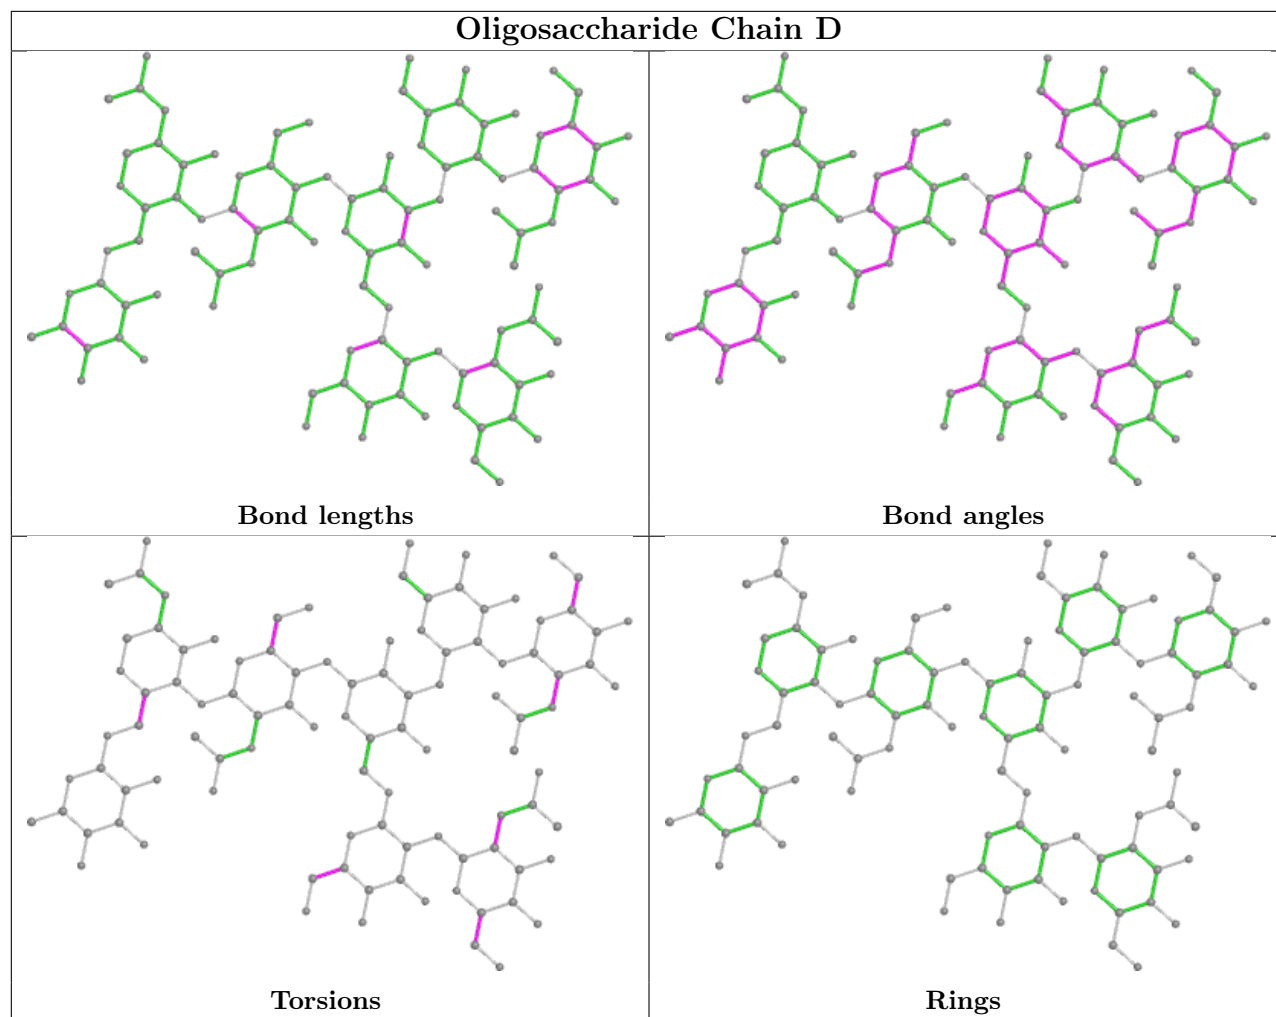 Oligosaccharide Chain D
Bond lengths
Bond angles
Torsions
Rings